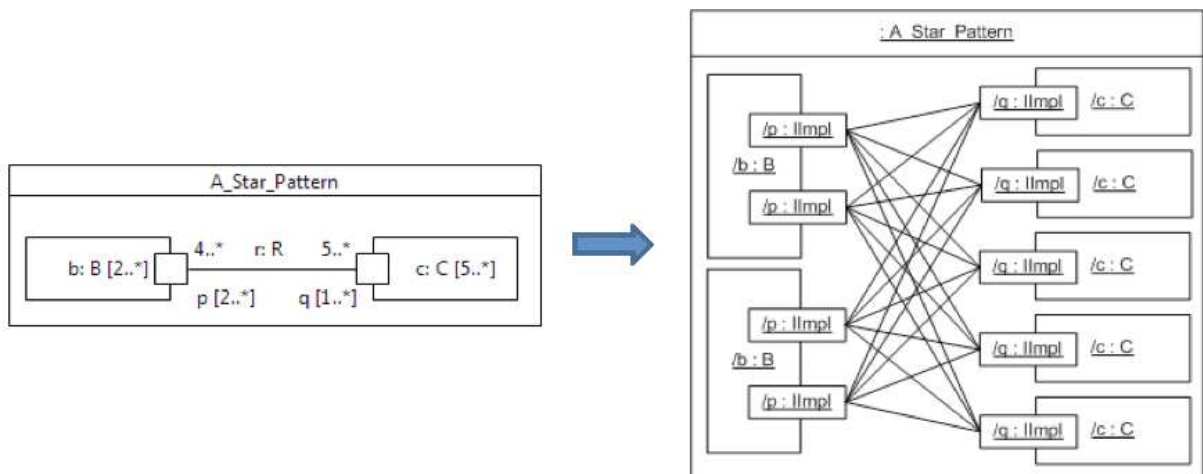 A_Star_Pattern
4..* r: R 5..*
b: B [2..*] c: C [5..*]
p [2..*] q [1..*]
: A_Star_Pattern
/p : IImpl
/b : B
/p : IImpl
/p : IImpl
/b : B
/p : IImpl
/q : IImpl /c : C
/q : IImpl /c : C
/q : IImpl /c : C
/q : IImpl /c : C
/q : IImpl /c : C